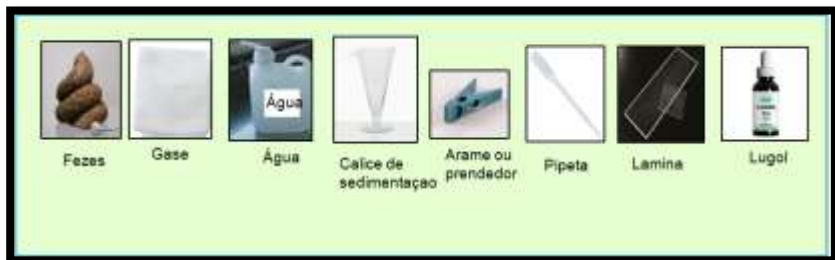 Água
Fezes
Gase
Água
Calice de
sedimentaçao
Arame ou
prendedor
Pipeta
Lamina
Lugol